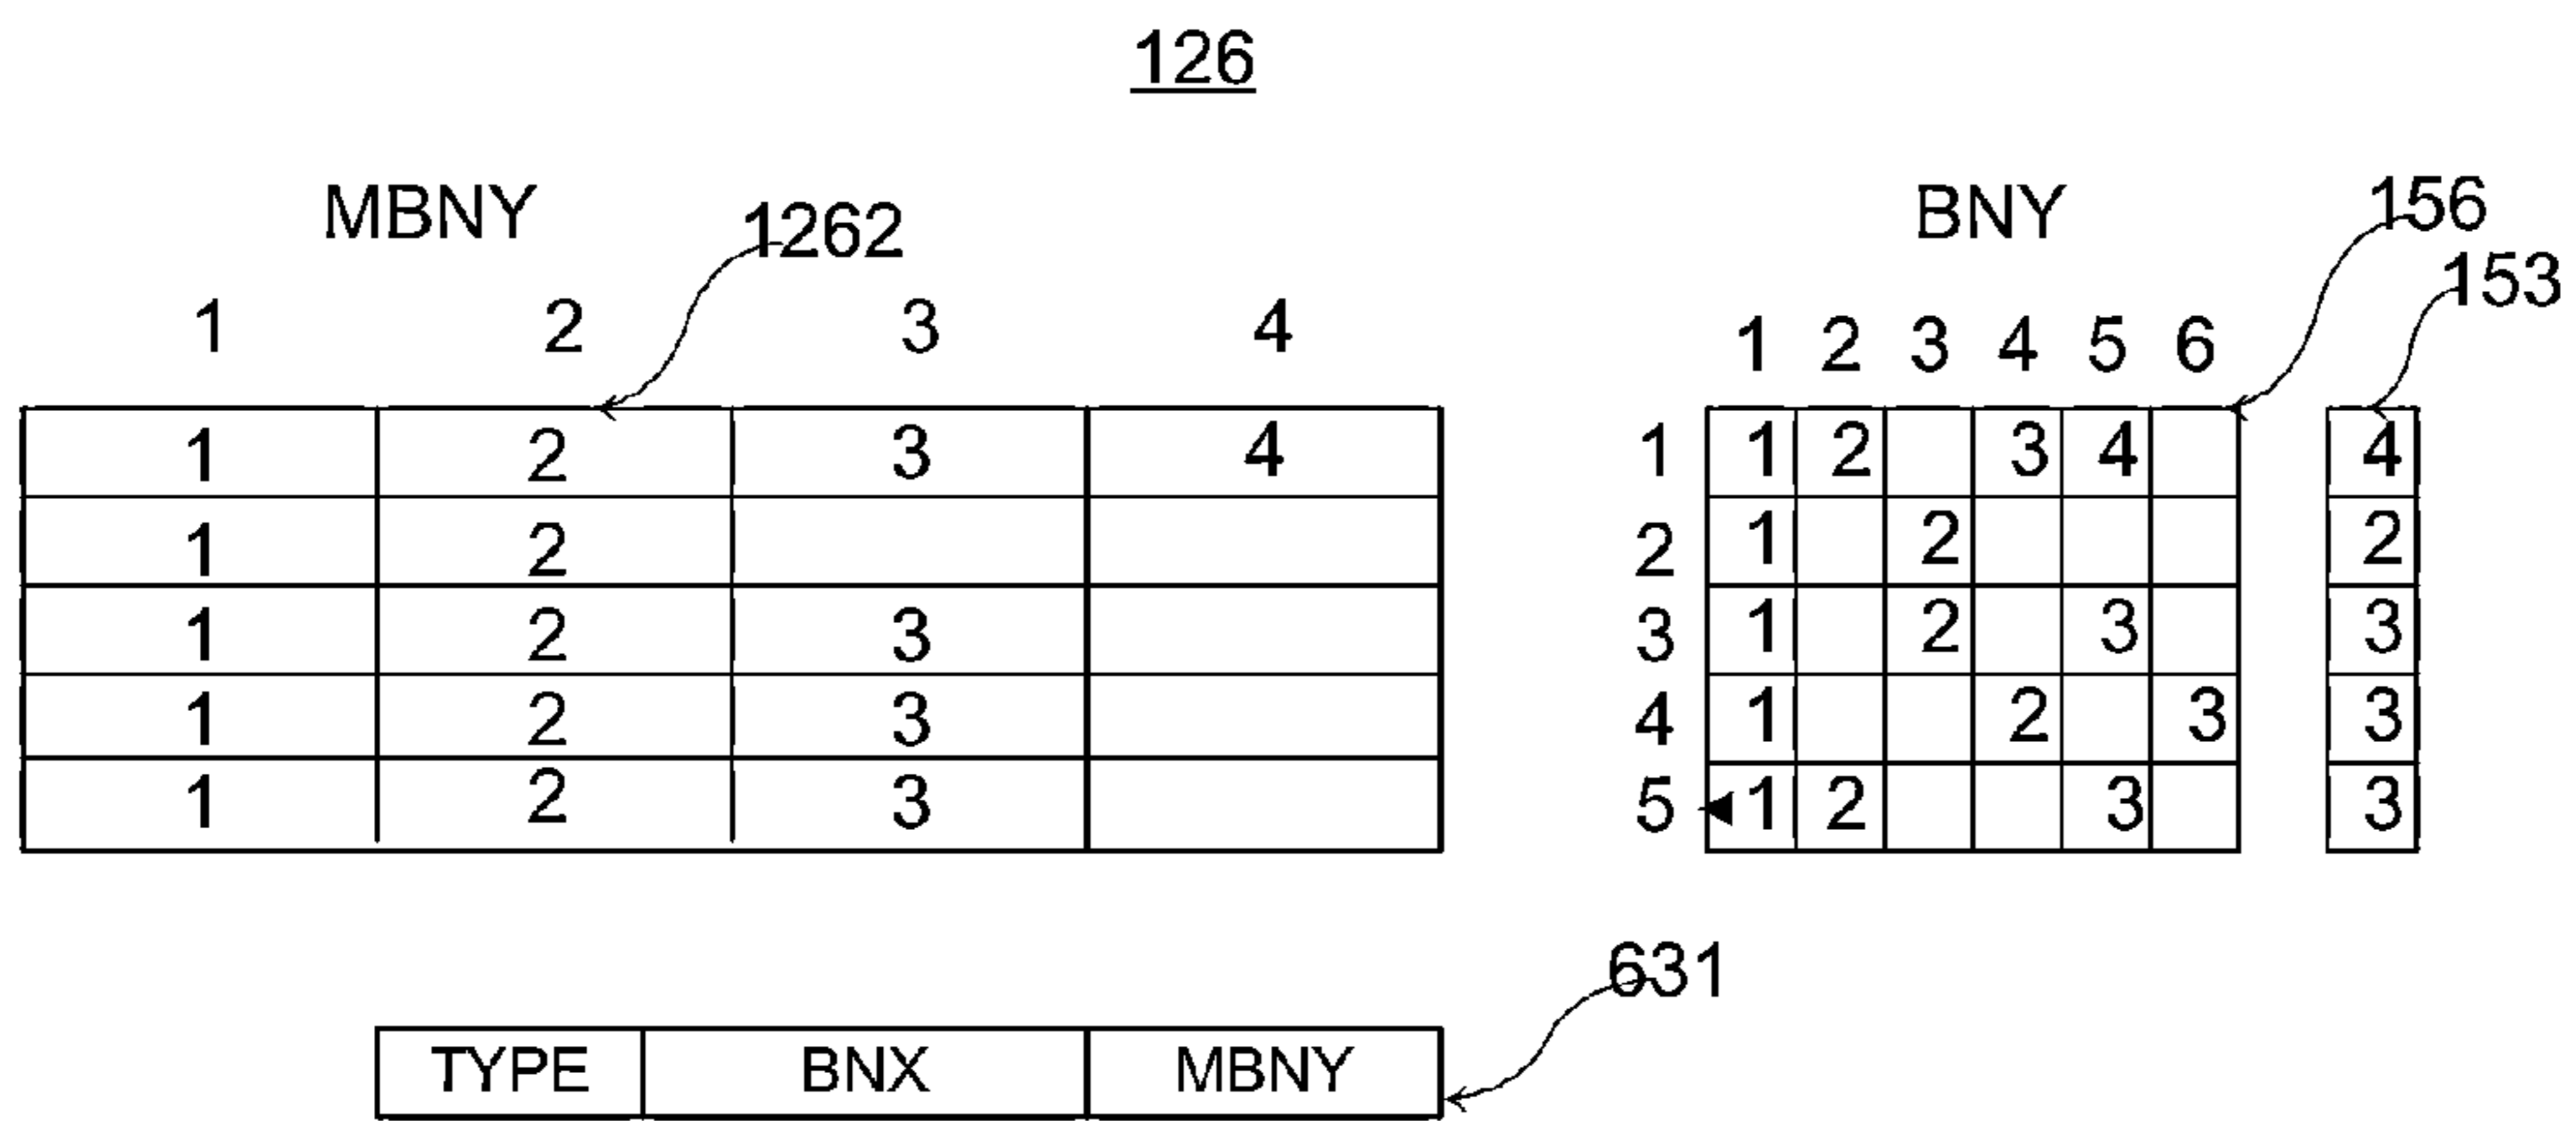 126
MBNY 1262 BNY 156
153
1 2 3 4 1 2 3 4 5 6
1 2 3 4 1 1 2 3 4 4
1 2 2 1 2 2
1 2 3 3 1 2 3 3
1 2 3 4 1 2 3 3
1 2 3 5 1 2 3 3
631
TYPE BNX MBNY